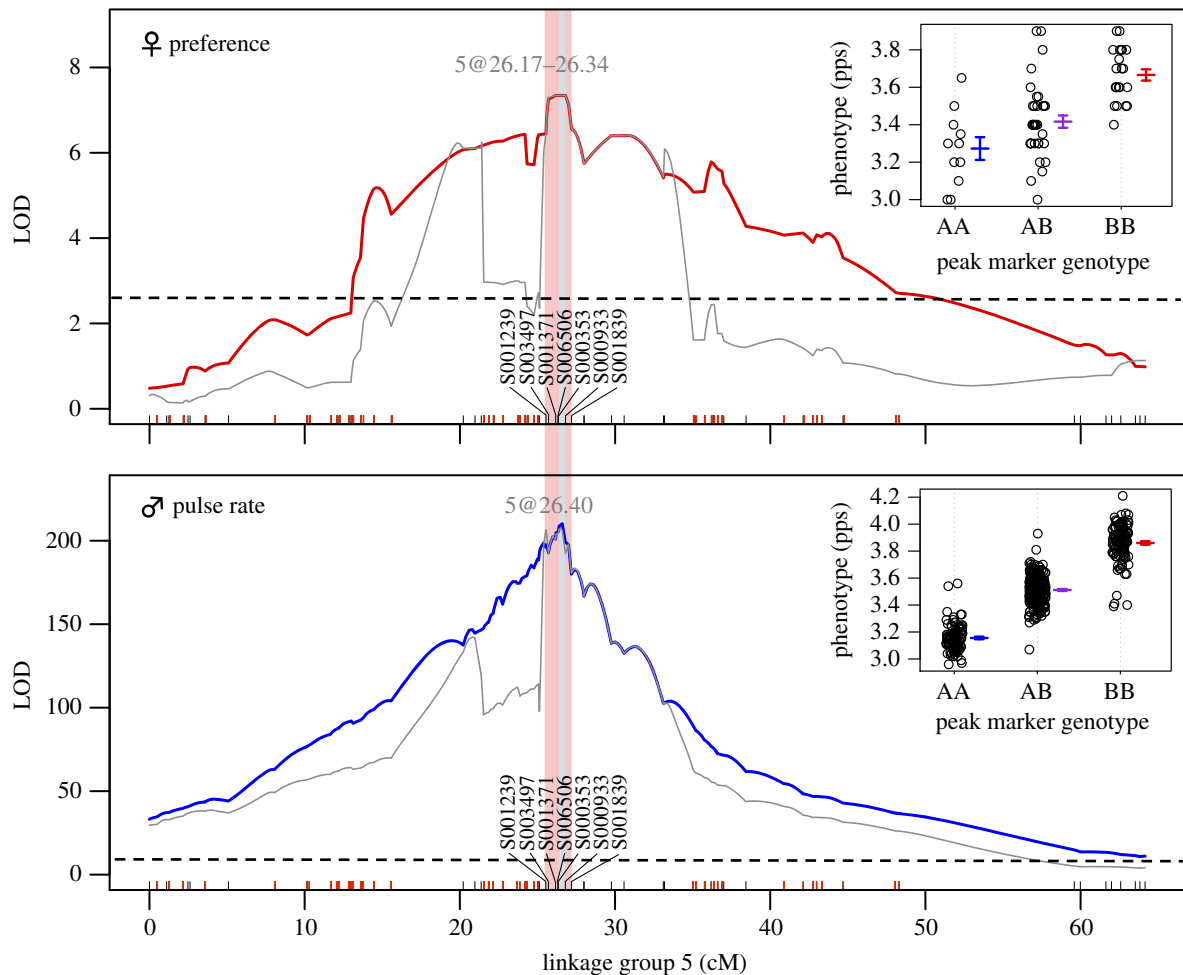 ♀ preference
5@26.17–26.34
LOD
8
6
4
2
0
S001239
S003497
S001371
S006506
S000353
S000933
S001839
phenotype (pps)
3.8
3.6
3.4
3.2
3.0
AA AB BB
peak marker genotype
♂ pulse rate
5@26.40
LOD
200
150
100
50
0
S001239
S003497
S001371
S006506
S000353
S000933
S001839
phenotype (pps)
4.2
4.0
3.8
3.6
3.4
3.2
3.0
AA AB BB
peak marker genotype
0 10 20 30 40 50 60
linkage group 5 (cM)